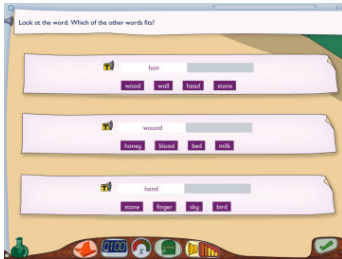 Look at the word. Which of the other words fits?
hair
wood wall head stone
wound
honey blood bed milk
hand
stone finger sky bird